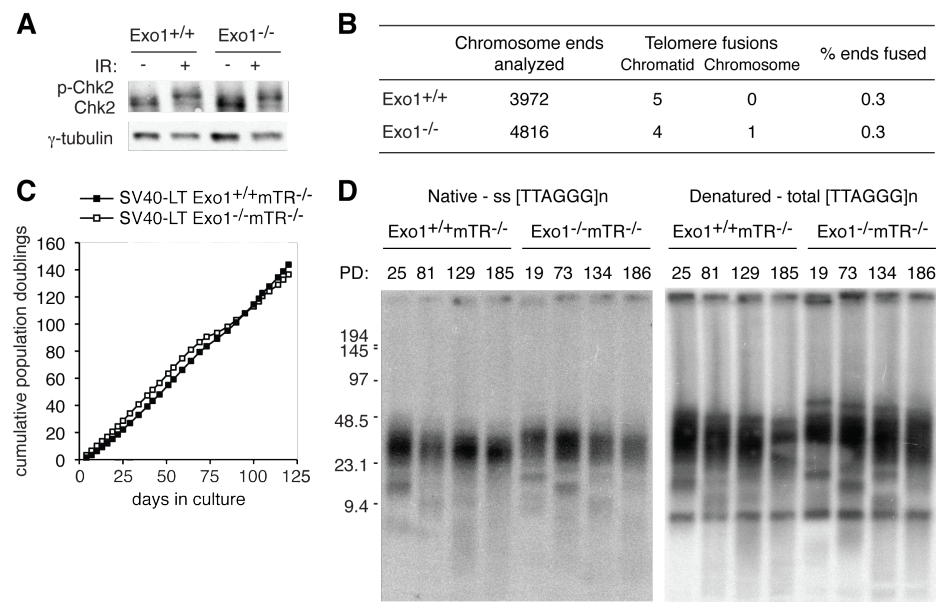 A
Exo1+/+ Exo1-/-
IR: - + - +
p-Chk2
Chk2
γ-tubulin
B
Chromosome ends analyzed
Telomere fusions
Chromatid Chromosome
% ends fused
Exo1+/+ 3972 5 0 0.3
Exo1-/- 4816 4 1 0.3
C
SV40-LT Exo1+/+mTR-/-
SV40-LT Exo1-/-mTR-/-
cumulative population doublings
160
140
120
100
80
60
40
20
0
0 25 50 75 100 125
days in culture
D
Native - ss [TTAGGG]n
Denatured - total [TTAGGG]n
Exo1+/+mTR-/- Exo1-/-mTR-/- Exo1+/+mTR-/- Exo1-/-mTR-/-
PD: 25 81 129 185 19 73 134 186 25 81 129 185 19 73 134 186
194
145 -
97 -
48.5 -
23.1 -
9.4 -